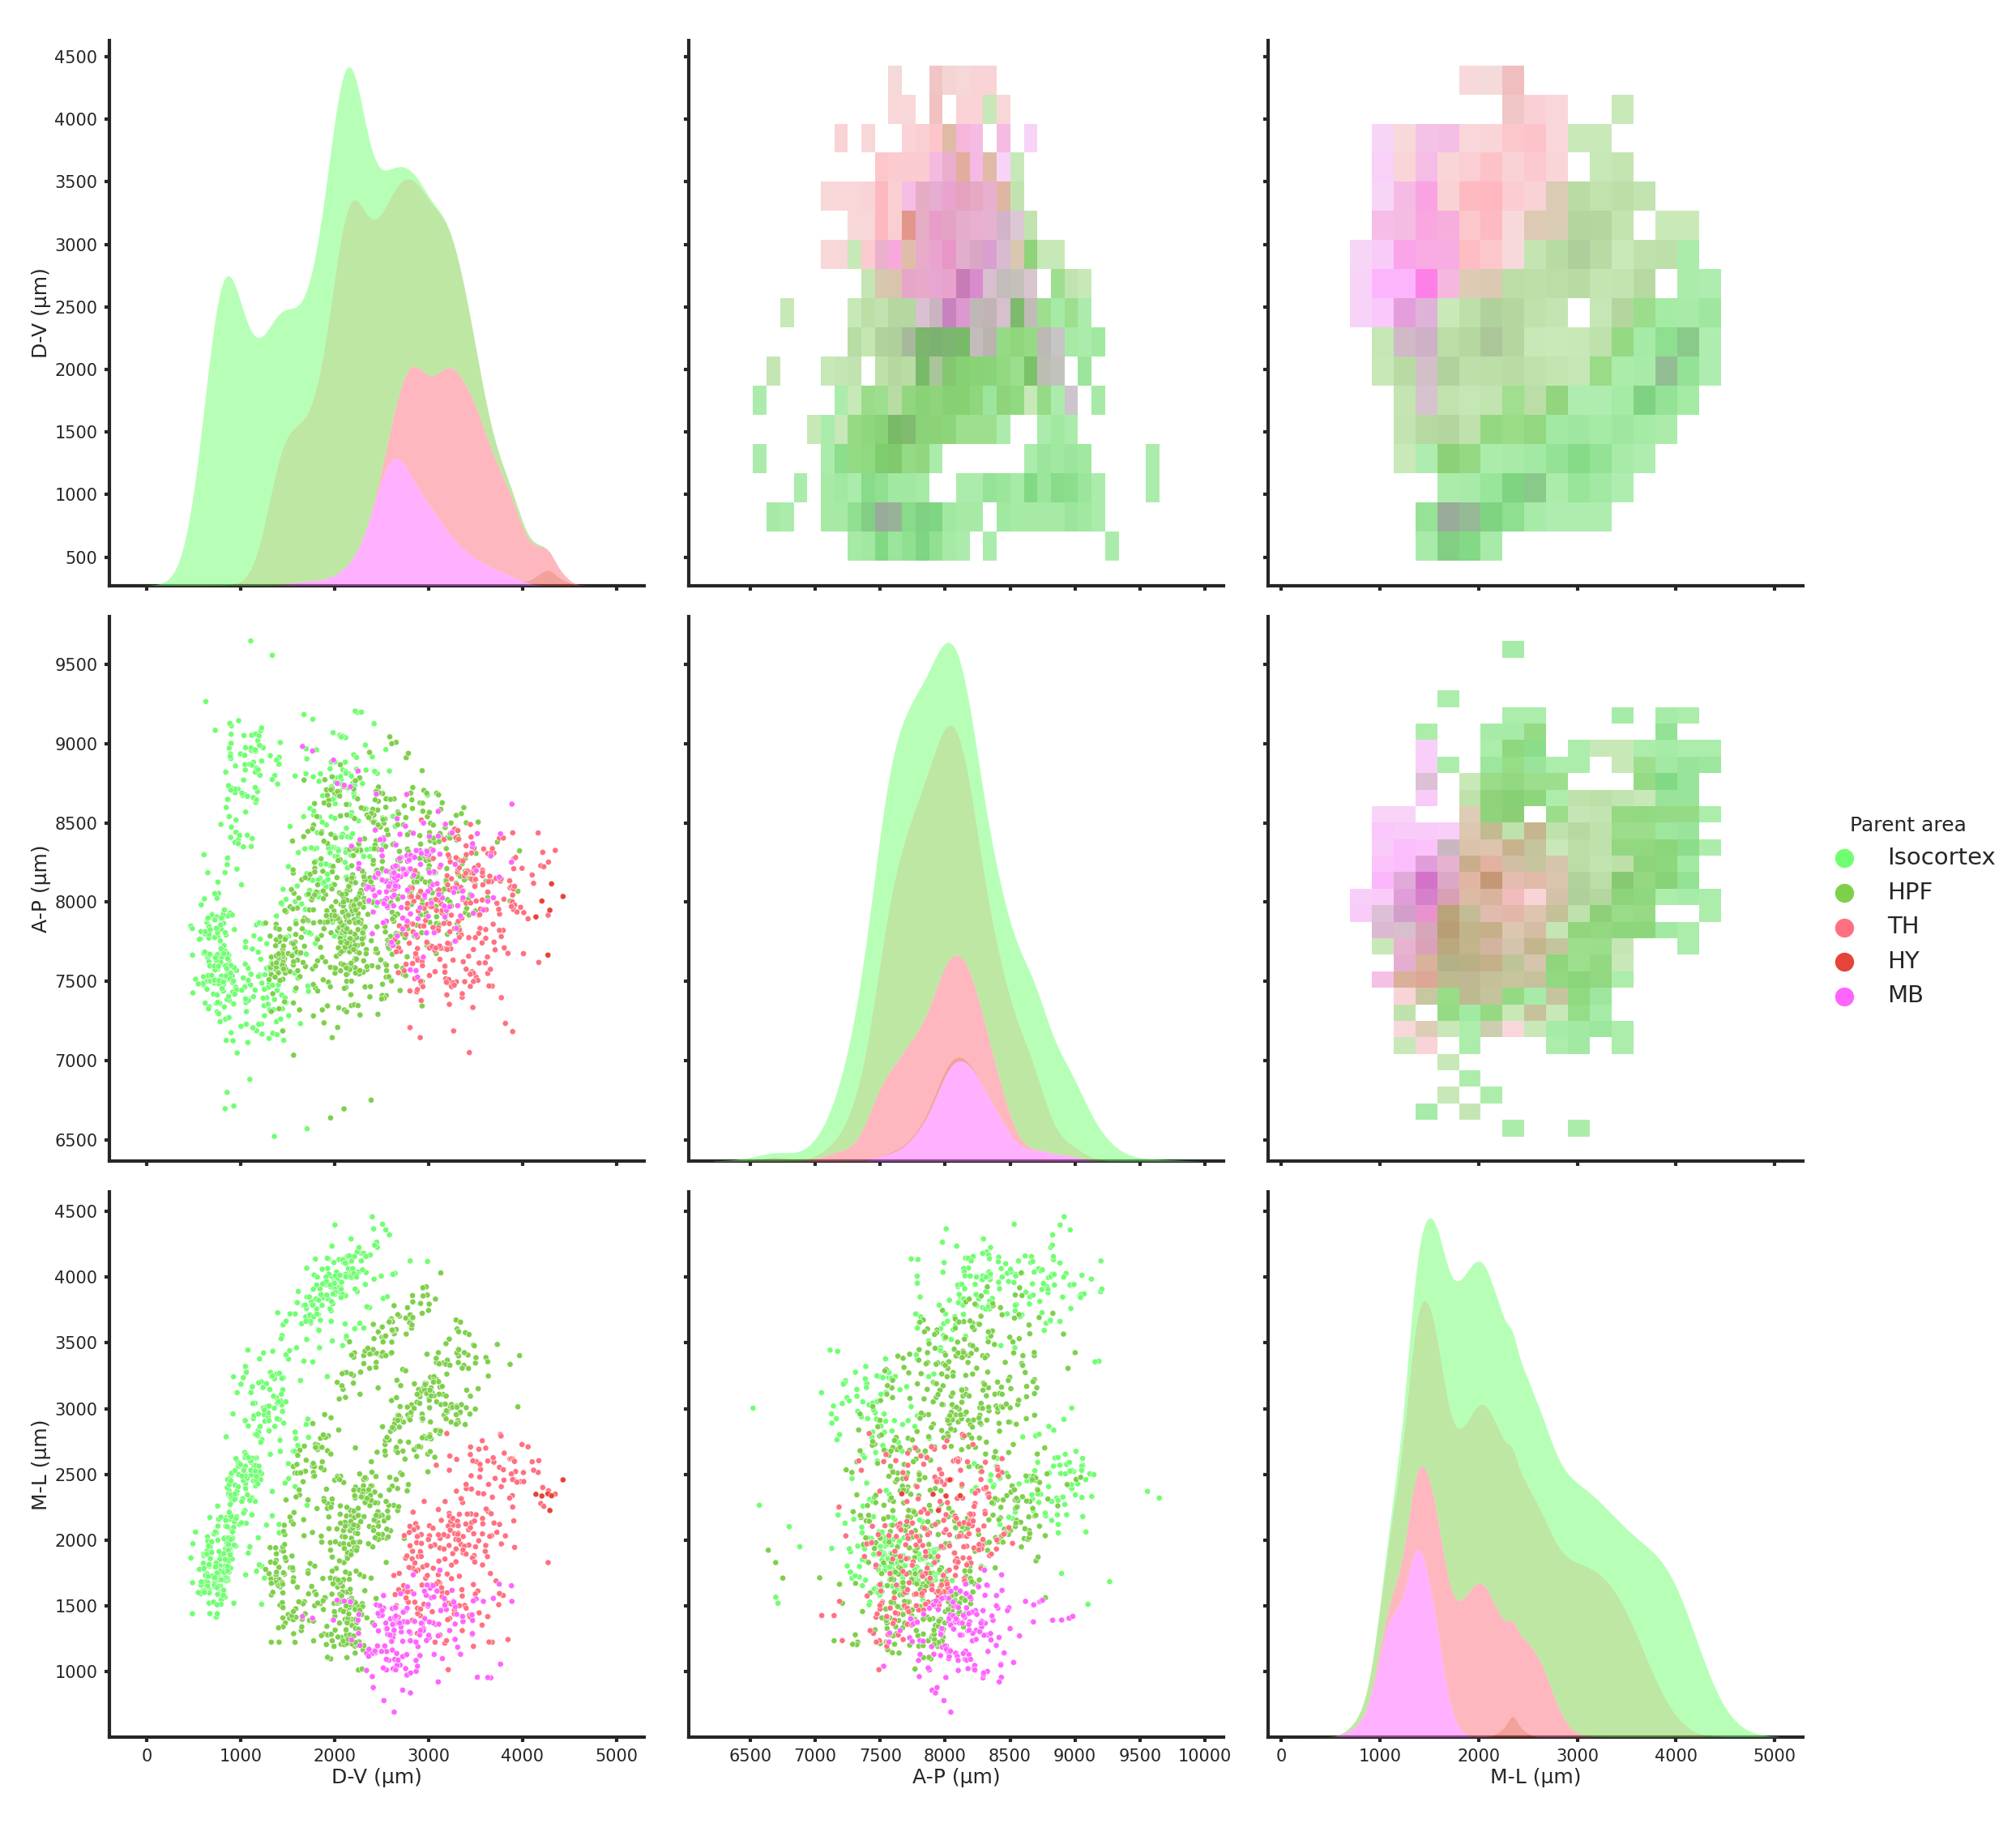 4500
4000
3500
3000
2500
2000
1500
1000
500
D-V (μm)
9500
9000
8500
8000
7500
7000
6500
A-P (μm)
Parent area
Isocortex
HPF
TH
HY
MB
4500
4000
3500
3000
2500
2000
1500
1000
M-L (μm)
0 1000 2000 3000 4000 5000
6500 7000 7500 8000 8500 9000 9500 10000
0 1000 2000 3000 4000 5000
D-V (μm)
A-P (μm)
M-L (μm)